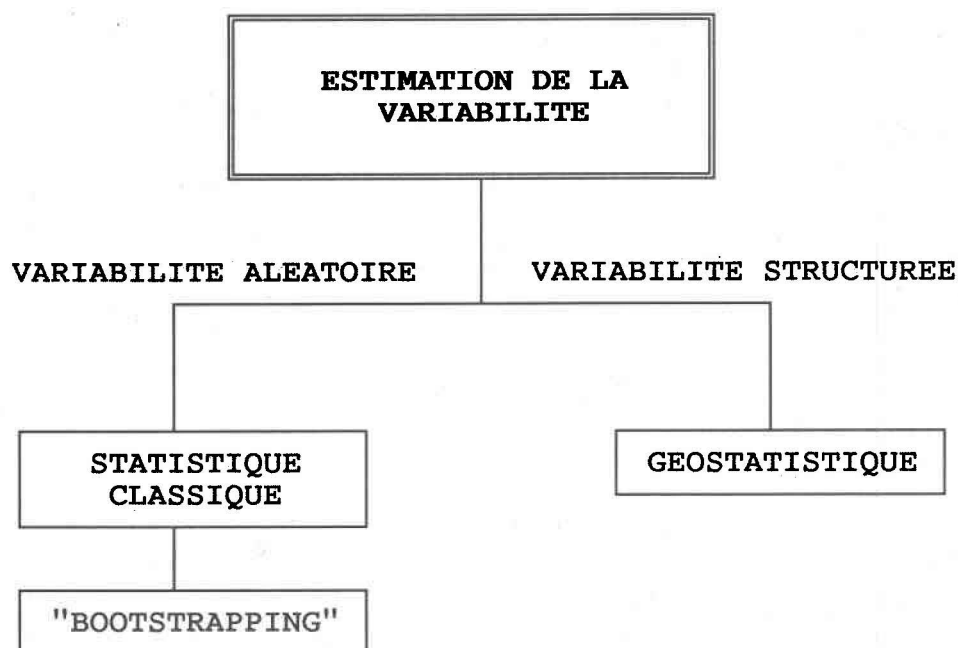 ESTIMATION DE LA
VARIABILITE
VARIABILITE ALEATOIRE
VARIABILITE STRUCTUREE
STATISTIQUE
CLASSIQUE
GEOSTATISTIQUE
"BOOTSTRAPPING"